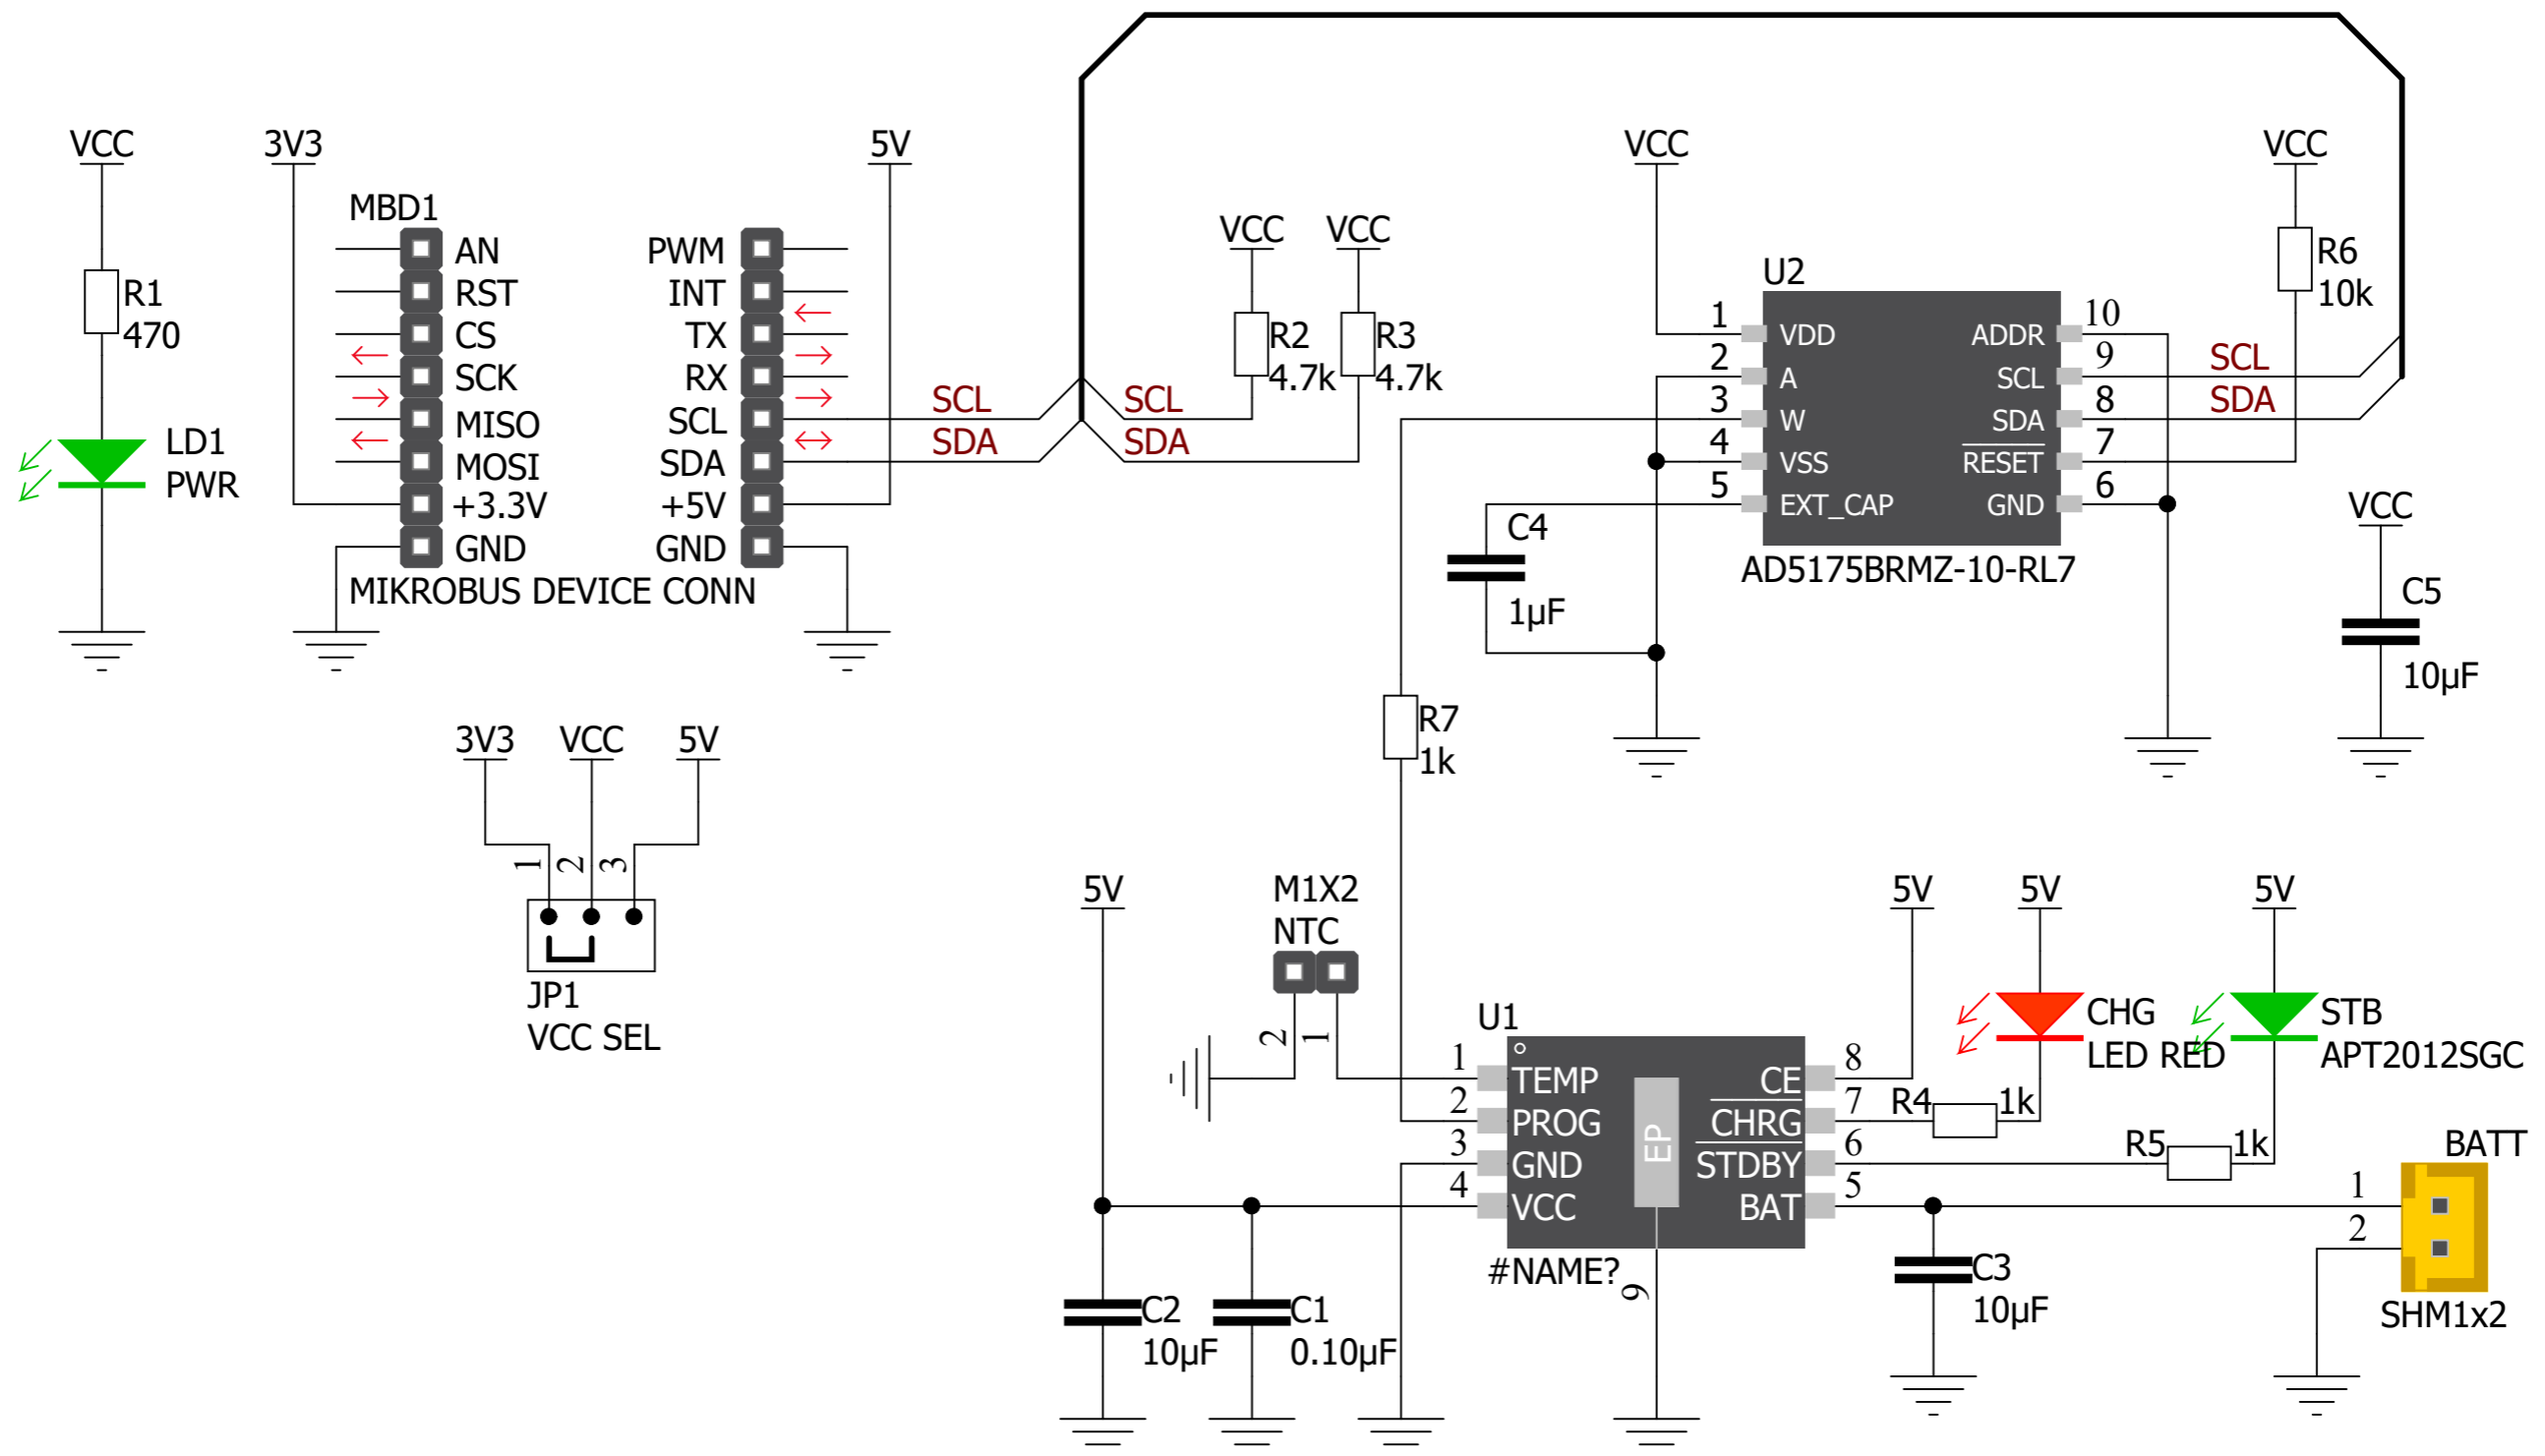 VCC
R1
470
LD1
PWR
3V3
MBD1
AN
RST
CS
SCK
MISO
MOSI
+3.3V
GND
PWM
INT
TX
RX
SCL
SDA
+5V
GND
MIKROBUS DEVICE CONN
5V
SCL
SDA
SCL
SDA
VCC
R2
4.7k
VCC
R3
4.7k
VCC
U2
1
2
3
4
5
VDD
A
W
VSS
EXT_CAP
ADDR
SCL
SDA
RESET
GND
10
9
8
7
6
AD5175BRMZ-10-RL7
SCL
SDA
VCC
R6
10k
C4
1µF
VCC
C5
10µF
R7
1k
3V3
VCC
5V
1
2
3
JP1
VCC SEL
5V
M1X2
NTC
2
1
U1
1
2
3
4
TEMP
PROG
GND
VCC
EP
CE
CHRG
STDBY
BAT
8
7
6
5
#NAME?
9
5V
5V
5V
CHG
LED RED
STB
APT2012SGC
R4
1k
R5
1k
BATT
1
2
SHM1x2
C2
10µF
C1
0.10µF
C3
10µF